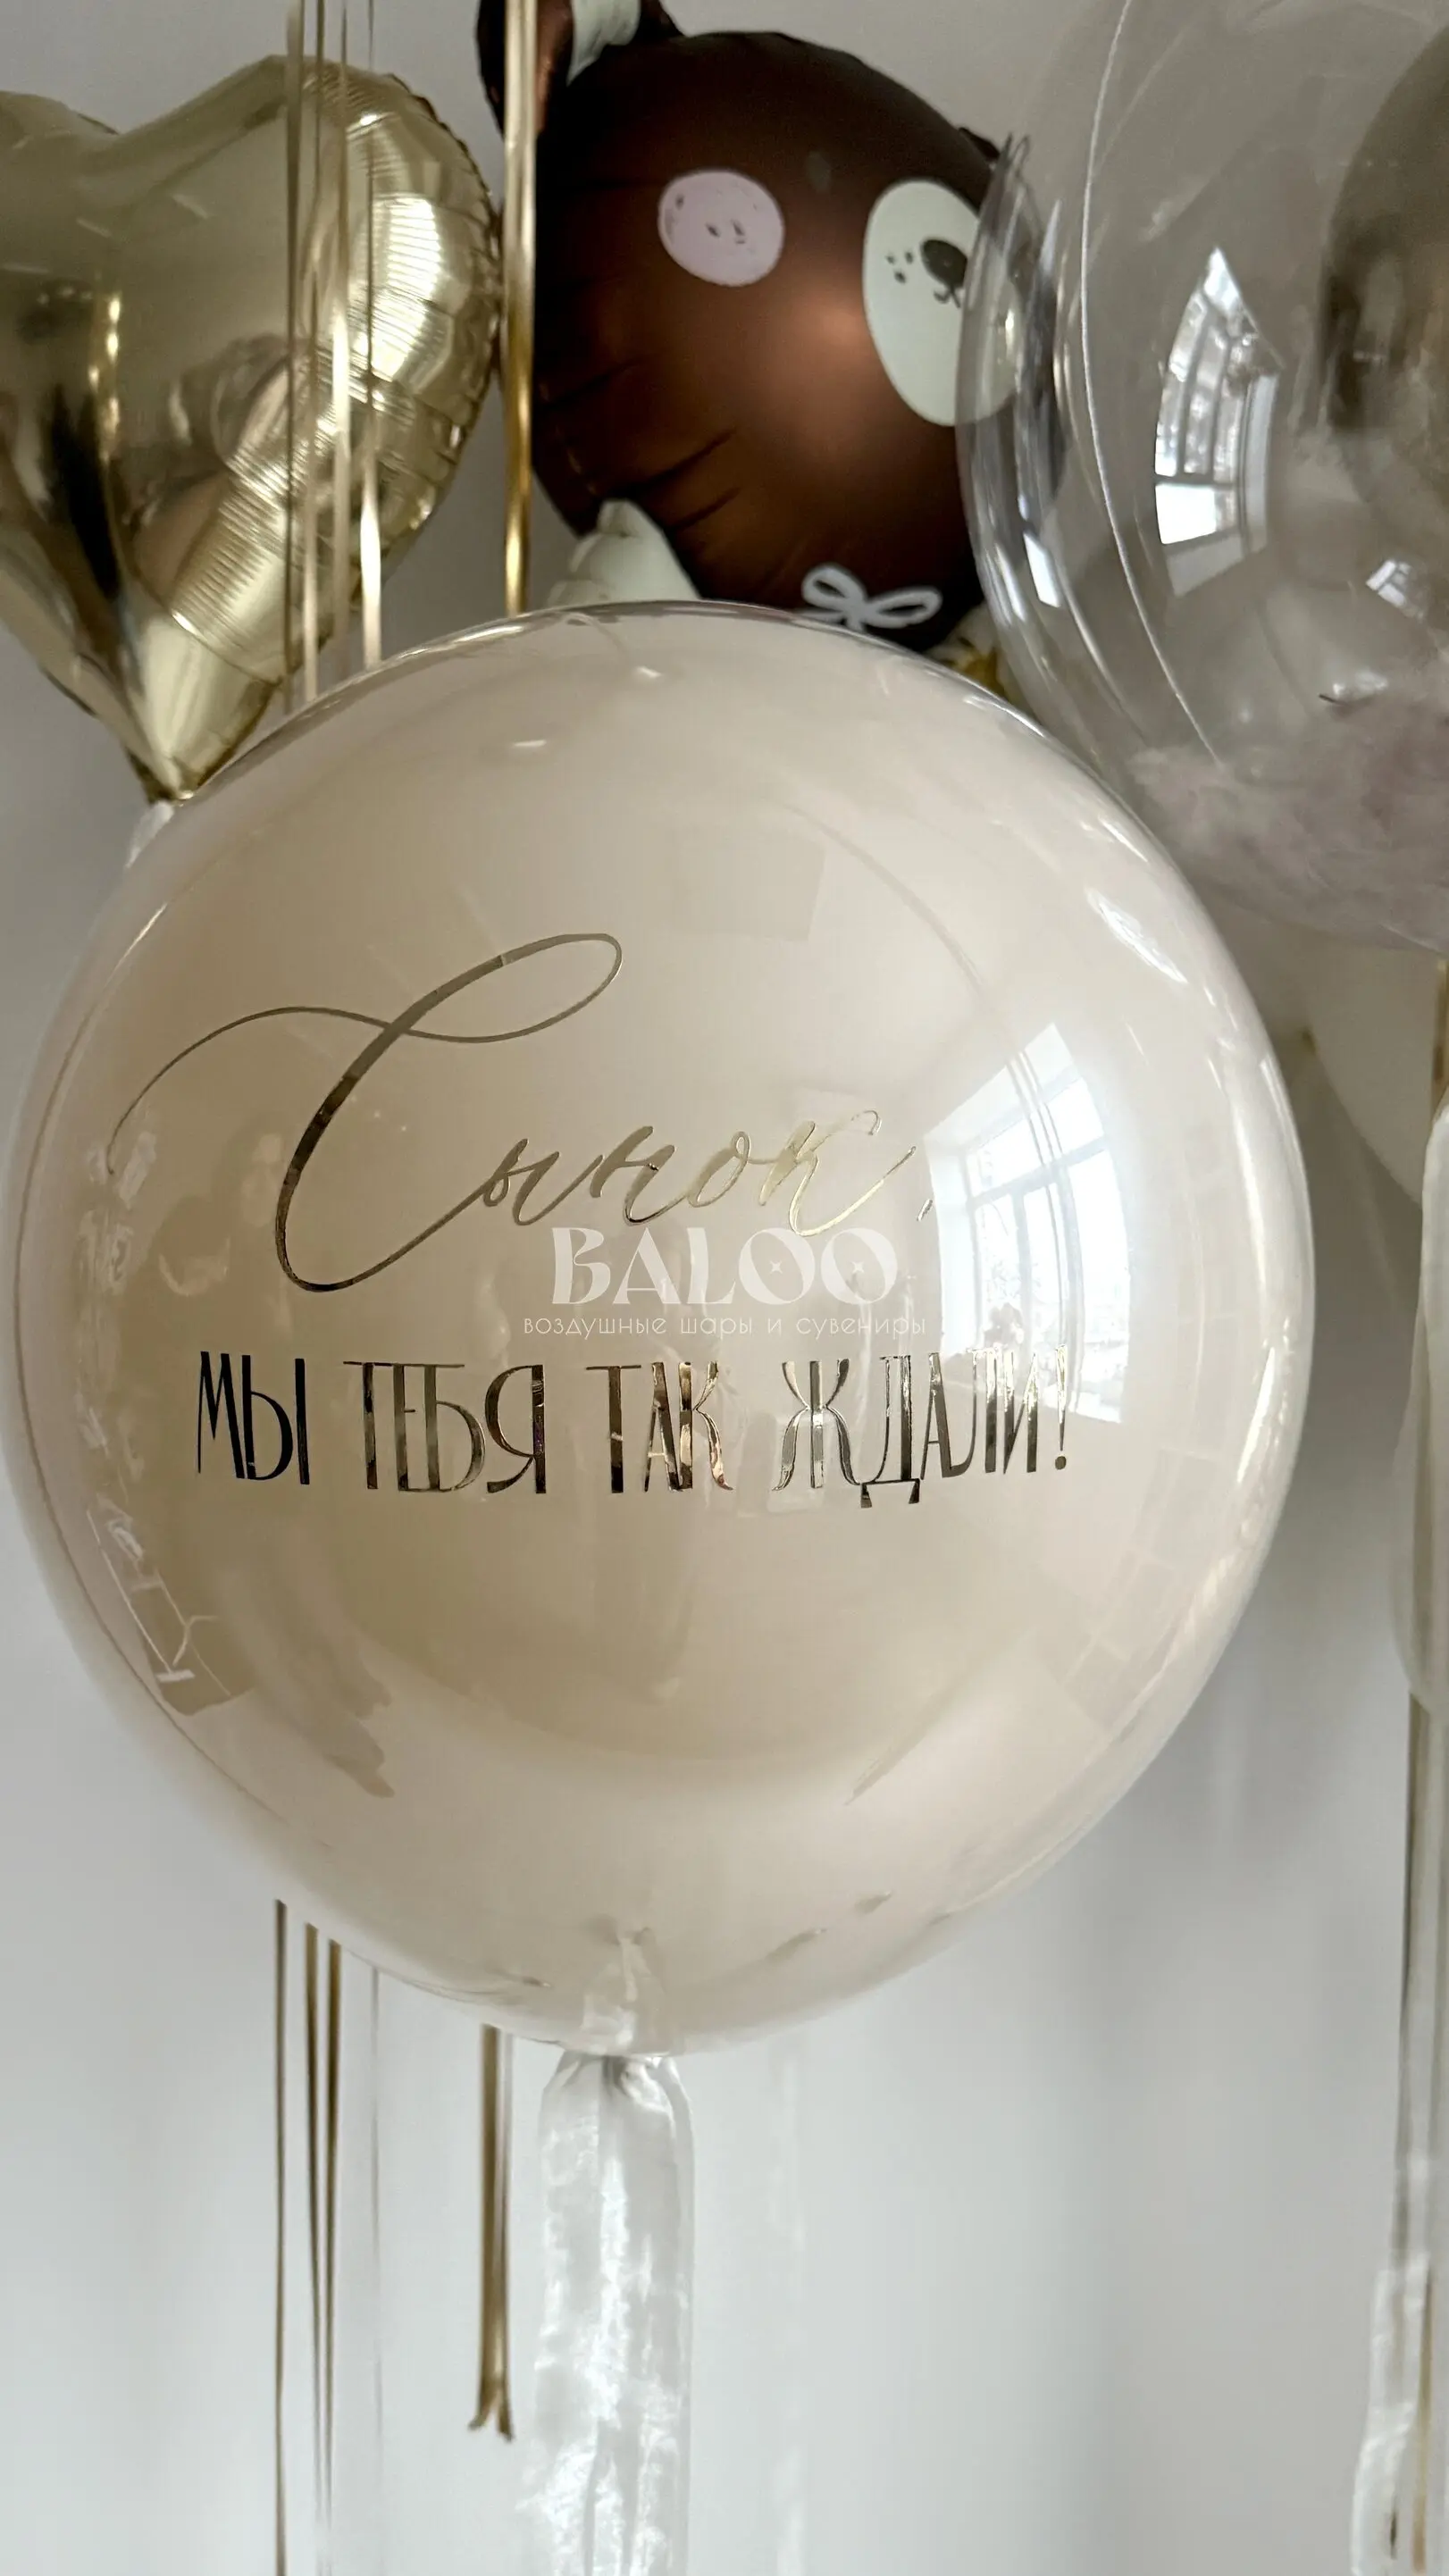 Сынок,
BALOO
воздушные шары и сувениры
МЫ ТЕБЯ ТАК ЖДАЛИ!